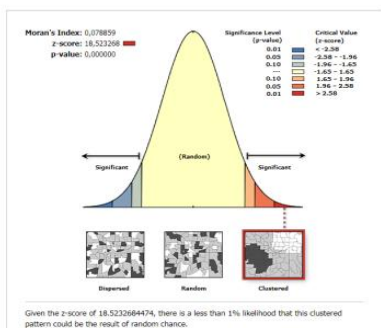 Moran's Index: 0,078859
z-score: 18,523268
p-value: 0,000000
Significance Level (p-value)
Critical Value (z-score)
0.01 < -2.58
0.05 -2.58 – -1.96
0.10 -1.96 – -1.65
--- -1.65 – 1.65
0.10 1.65 – 1.96
0.05 1.96 – 2.58
0.01 > 2.58
(Random)
Significant Significant
Dispersed Random Clustered
Given the z-score of 18.5232684474, there is a less than 1% likelihood that this clustered
pattern could be the result of random chance.